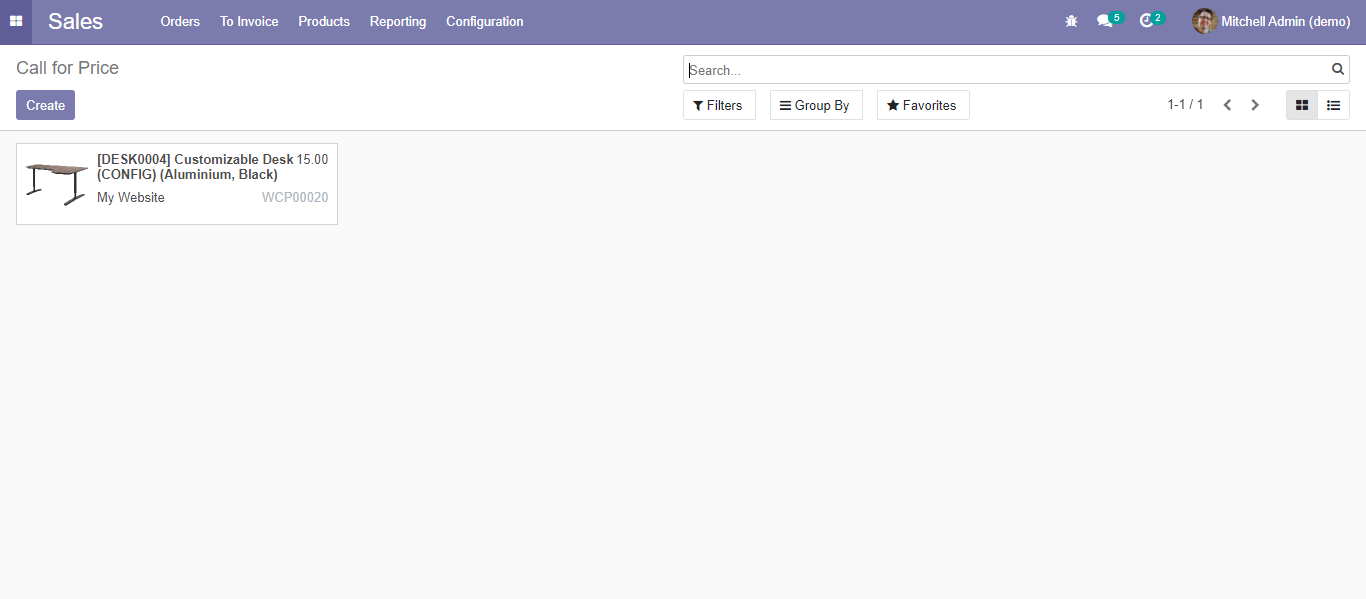 Sales Orders To Invoice Products Reporting Configuration 5 2 Mitchell Admin (demo)
Call for Price
Search...
Create
Filters Group By Favorites 1-1 / 1
[DESK0004] Customizable Desk 15.00
(CONFIG) (Aluminium, Black)
My Website WCP00020